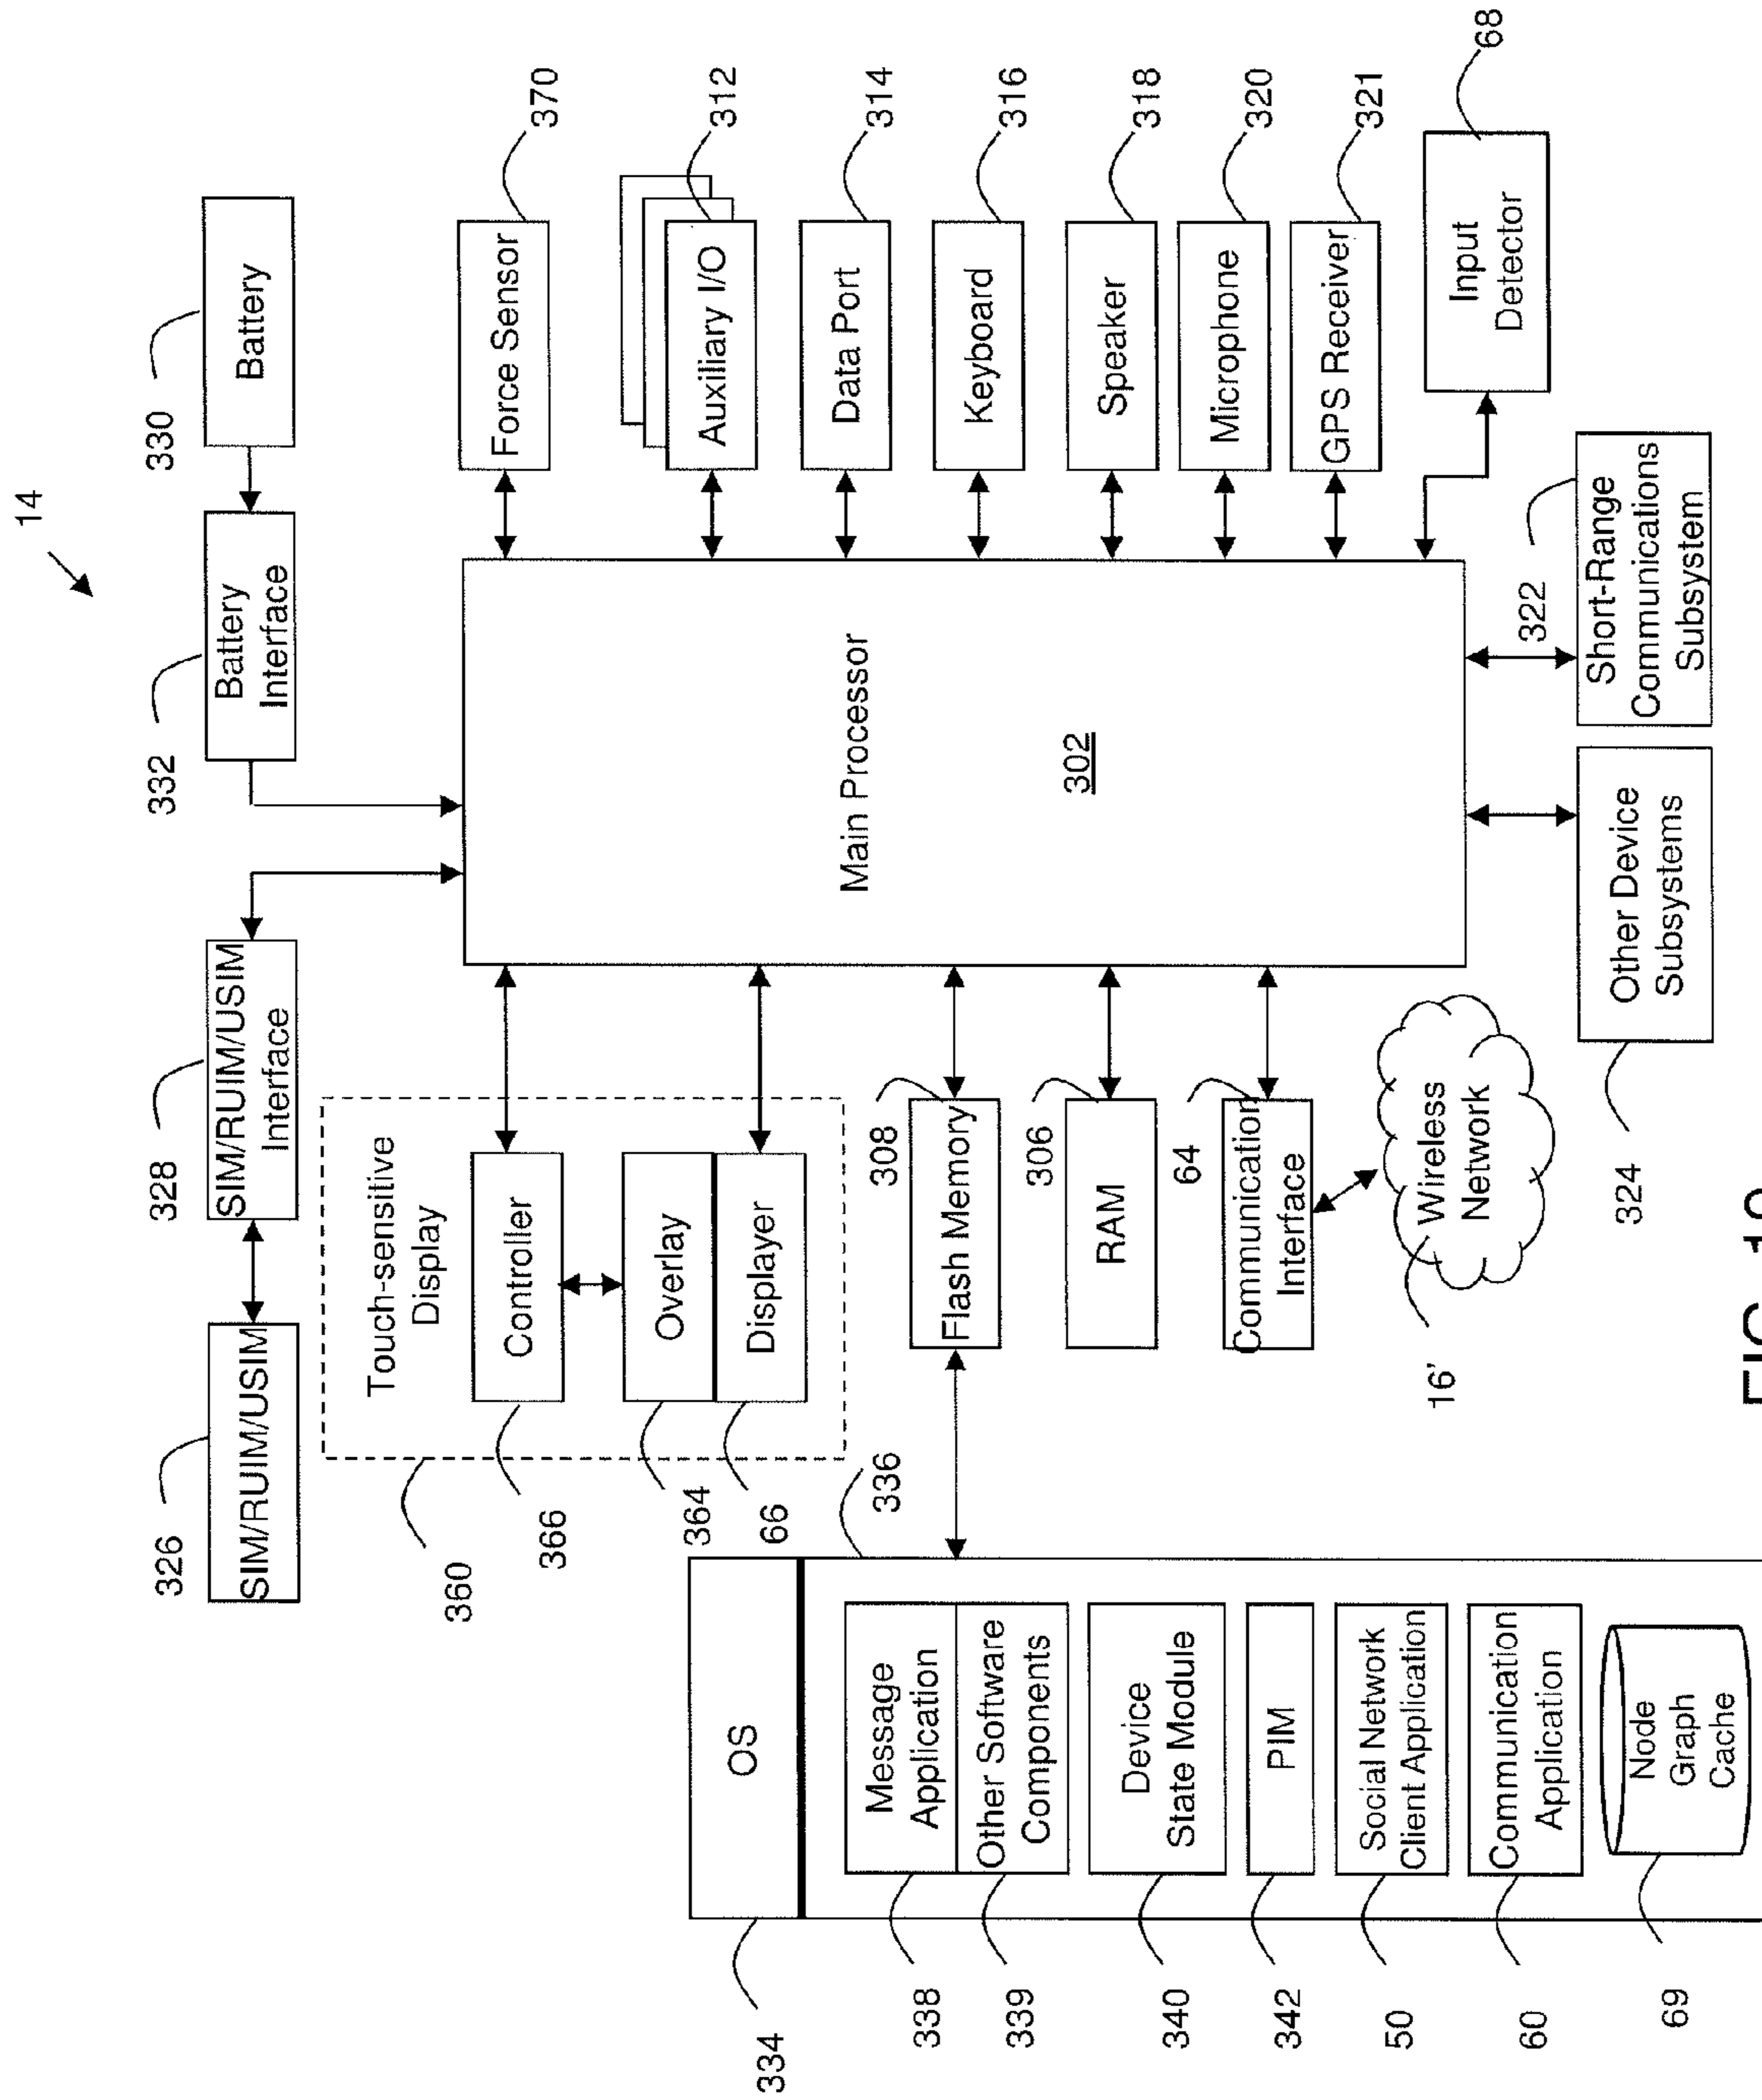 14
326
SIM/RUIM/USIM
328
SIM/RUIM/USIM
Interface
332
Battery
Interface
330
Battery
360
Touch-sensitive
Display
366
Controller
364
Overlay
66
Displayer
Main Processor
302
Force Sensor
370
Auxiliary I/O
312
Data Port
314
Keyboard
316
Speaker
318
Microphone
320
GPS Receiver
321
Input
Detector
68
334
OS
336
338
Message
Application
339
Other Software
Components
340
Device
State Module
342
PIM
50
Social Network
Client Application
60
Communication
Application
69
Node
Graph
Cache
308
Flash Memory
306
RAM
64
Communication
Interface
16'
Wireless
Network
324
Other Device
Subsystems
322
Short-Range
Communications
Subsystem
FIG.